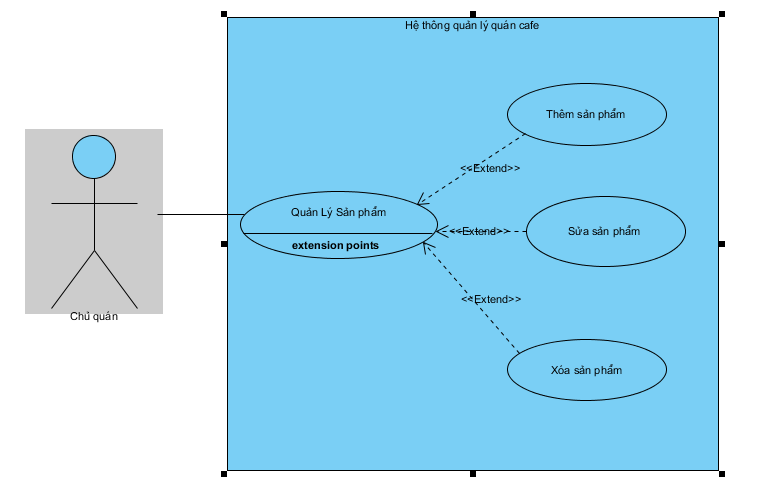 Hệ thông quản lý quán cafe
Thêm sản phẩm
<<Extend>>
Quản Lý Sản phẩm
extension points
<<Extend>>
Sửa sản phẩm
<<Extend>>
Chủ quán
Xóa sản phẩm